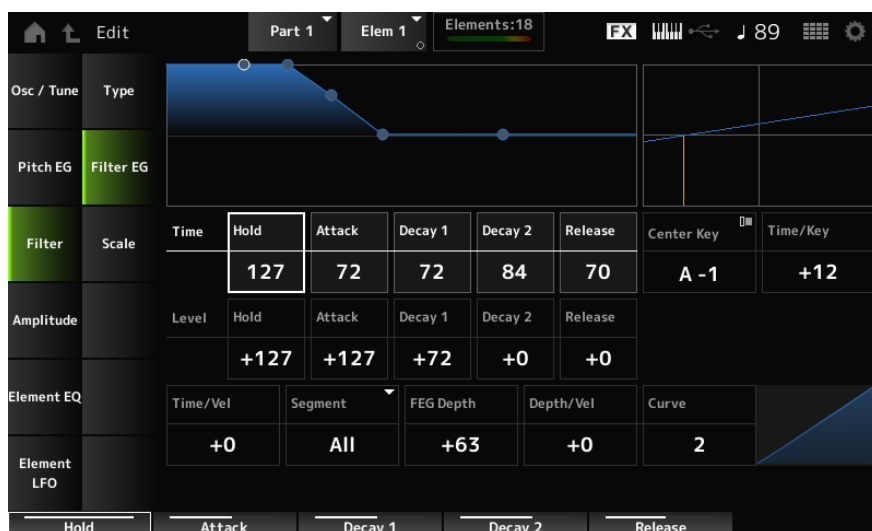 Edit
Part 1
Elem 1
Elements:18
FX
89
Osc / Tune
Type
Pitch EG
Filter EG
Filter
Scale
Amplitude
Element EQ
Element
LFO
Time
Hold
Attack
Decay 1
Decay 2
Release
Center Key
Time/Key
127
72
72
84
70
A -1
+12
Level
Hold
Attack
Decay 1
Decay 2
Release
+127
+127
+72
+0
+0
Time/Vel
Segment
FEG Depth
Depth/Vel
Curve
+0
All
+63
+0
2
Hold
Attack
Decay 1
Decay 2
Release